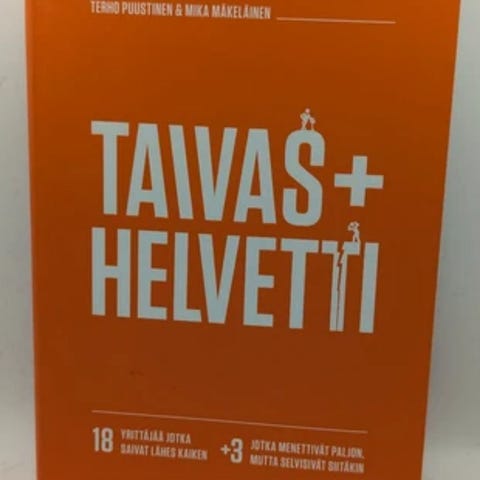 TERHO PUUSTINEN & MIKA MÄKELÄINEN
TAIVAS+
HELVETTI
18 YRITTÄJÄÄ JOTKA
SAIVAT LÄHES KAIKEN
+3 JOTKA MENETTIVÄT PALJON,
MUTTA SELVISIVÄT SIITÄKIN